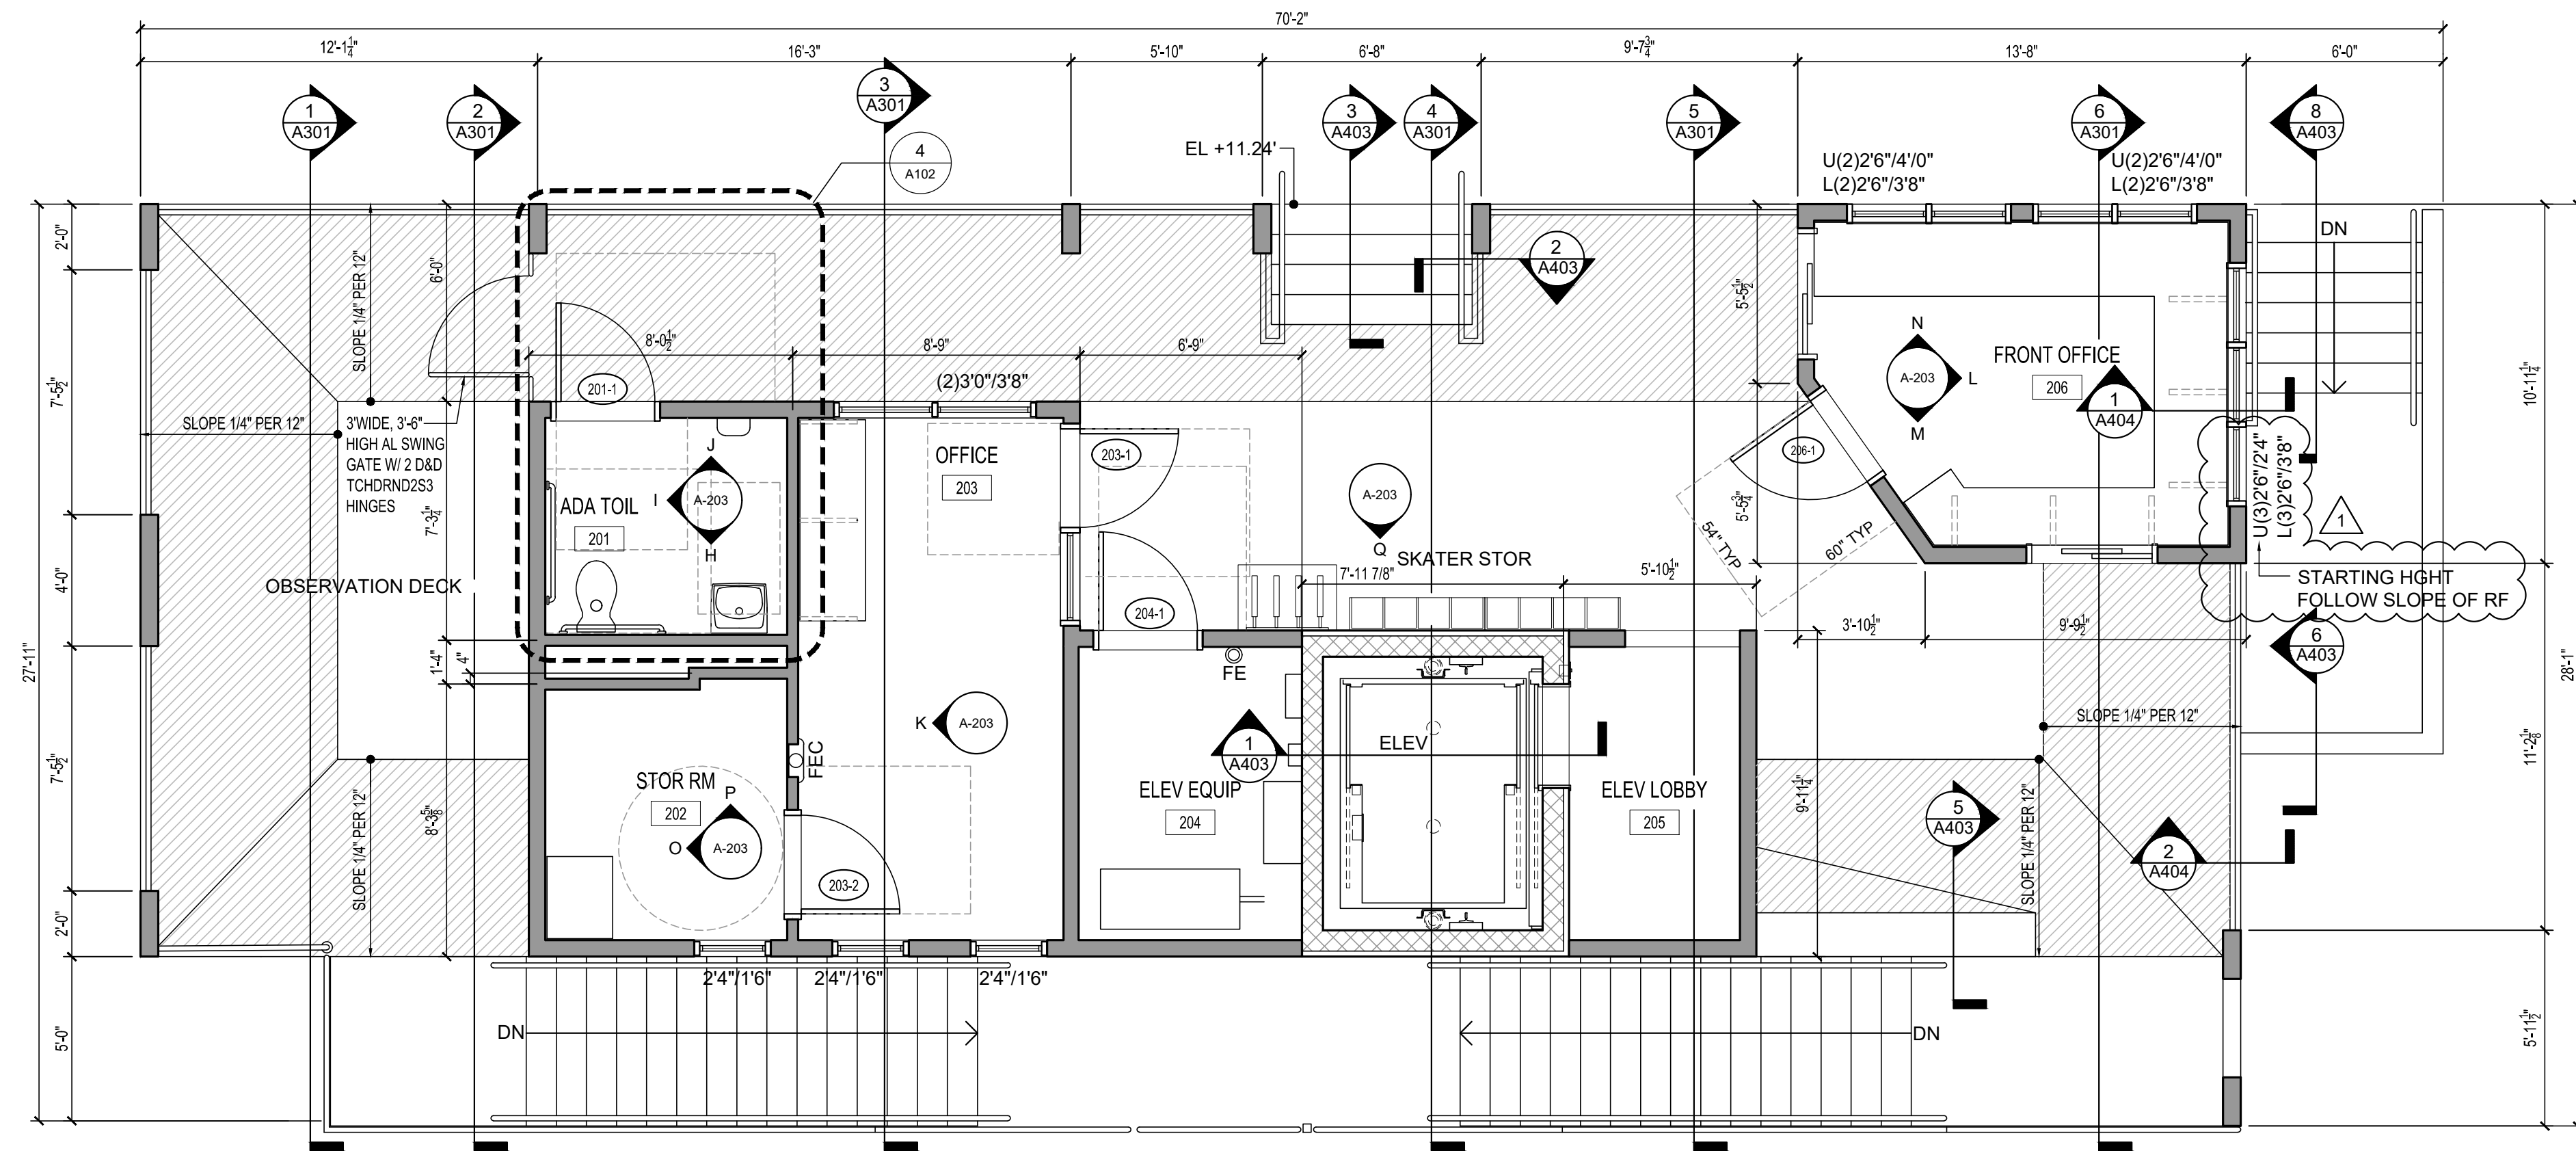 70'-2"
12'-1 1/4"
16'-3"
5'-10"
6'-8"
9'-7 3/4"
13'-8"
6'-0"
1
A301
2
A301
3
A301
4
A102
EL +11.24'
3
A403
4
A301
5
A301
6
A301
8
A403
U(2)2'6"/4'/0"
L(2)2'6"/3'8"
U(2)2'6"/4'/0"
L(2)2'6"/3'8"
2'-0"
SLOPE 1/4" PER 12"
6'-0"
2
A403
5'-5 1/2"
DN
7'-5 1/2"
8'-0 1/2"
8'-9"
6'-9"
(2)3'0"/3'8"
201-1
N
A-203
L
M
FRONT OFFICE
206
1
A404
10'-11 1/4"
SLOPE 1/4" PER 12"
3'WIDE, 3'-6"
HIGH AL SWING
GATE W/ 2 D&D
TCHDRND2S3
HINGES
7'-3 1/4"
J
I
A-203
H
ADA TOIL
201
OFFICE
203
203-1
A-203
Q
206-1
5'-5 3/4"
54" TYP
60" TYP
U(3)2'6"/2'4"
L(3)2'6"/3'8"
1
27'-11"
28'-1"
4'-0"
OBSERVATION DECK
SKATER STOR
7'-11 7/8"
5'-10 1/2"
STARTING HGHT
FOLLOW SLOPE OF RF
204-1
3'-10 1/2"
9'-9 1/2"
6
A403
1'-4"
4"
FE
K
A-203
FEC
1
A403
ELEV
SLOPE 1/4" PER 12"
11'-2 1/8"
7'-5 1/2"
SLOPE 1/4" PER 12"
8'-3 5/8"
STOR RM
202
P
O
A-203
203-2
ELEV EQUIP
204
ELEV LOBBY
205
9'-11 1/4"
5
A403
SLOPE 1/4" PER 12"
2
A404
2'-0"
2'4"/1'6"
2'4"/1'6"
2'4"/1'6"
5'-0"
DN
DN
5'-11 1/2"